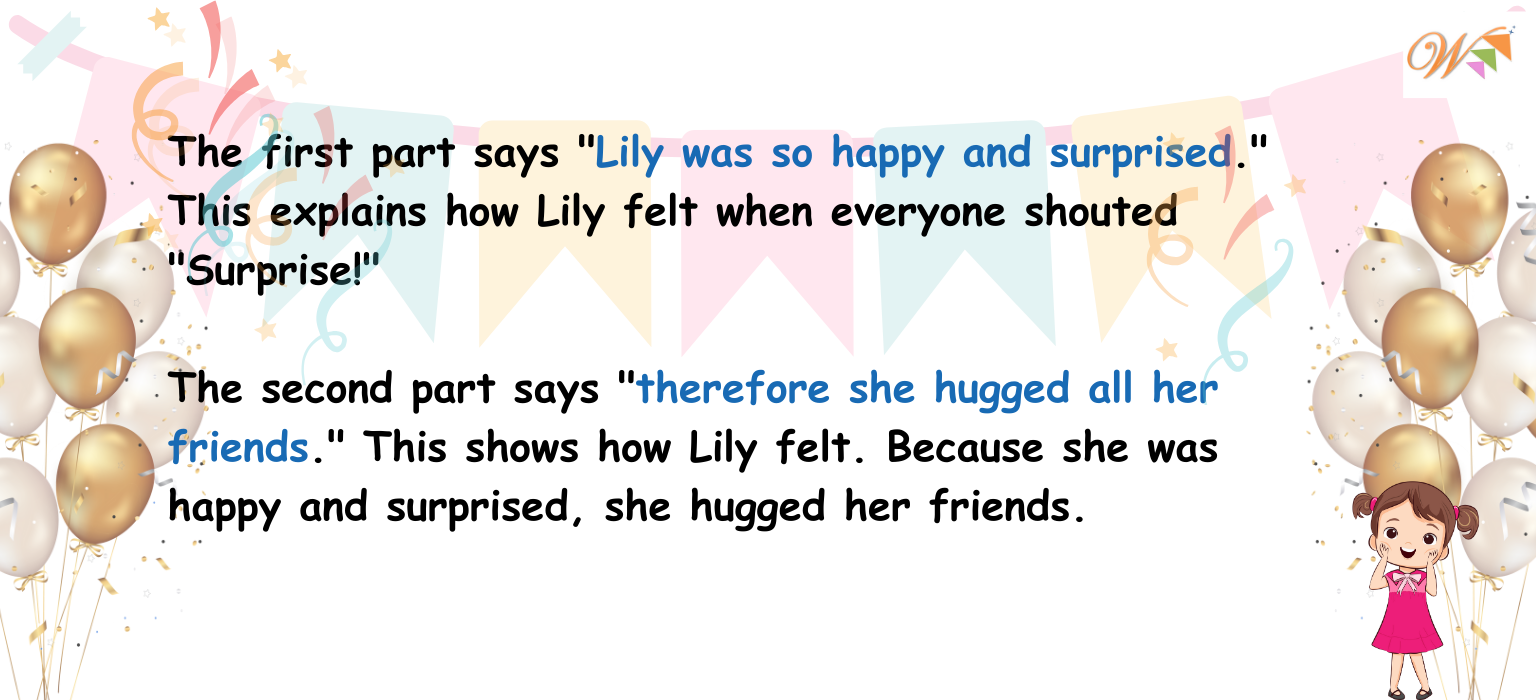 W
The first part says "Lily was so happy and surprised."
This explains how Lily felt when everyone shouted
"Surprise!"
The second part says "therefore she hugged all her
friends." This shows how Lily felt. Because she was
happy and surprised, she hugged her friends.